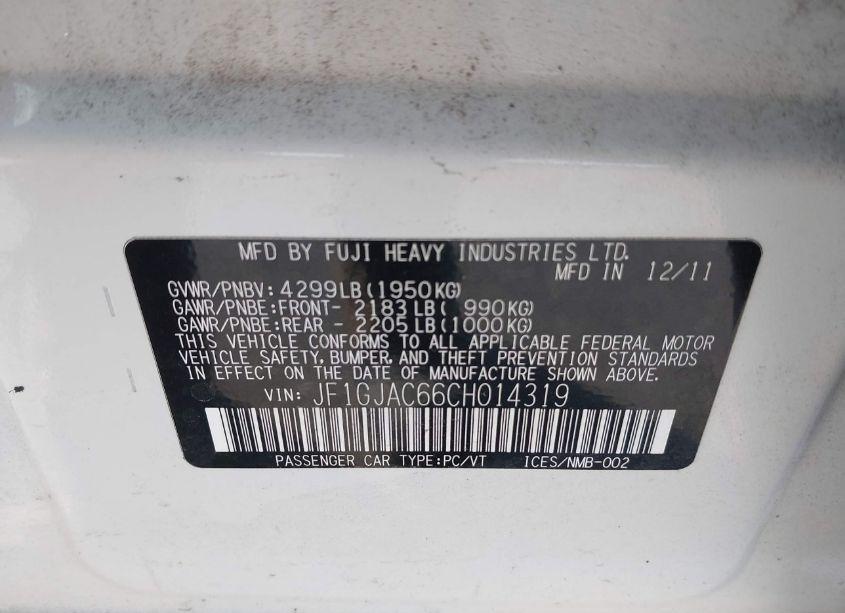 MFD BY FUJI HEAVY INDUSTRIES LTD.
MFD IN 12/11
GVWR/PNBV: 4299LB(1950KG)
GAWR/PNBE:FRONT- 2183LB( 990KG)
GAWR/PNBE:REAR - 2205LB(1000KG)
THIS VEHICLE CONFORMS TO ALL APPLICABLE FEDERAL MOTOR
VEHICLE SAFETY, BUMPER, AND THEFT PREVENTION STANDARDS
IN EFFECT ON THE DATE OF MANUFACTURE SHOWN ABOVE.
VIN: JF1GJAC66CH014319
PASSENGER CAR TYPE:PC/VT ICES/NMB-002